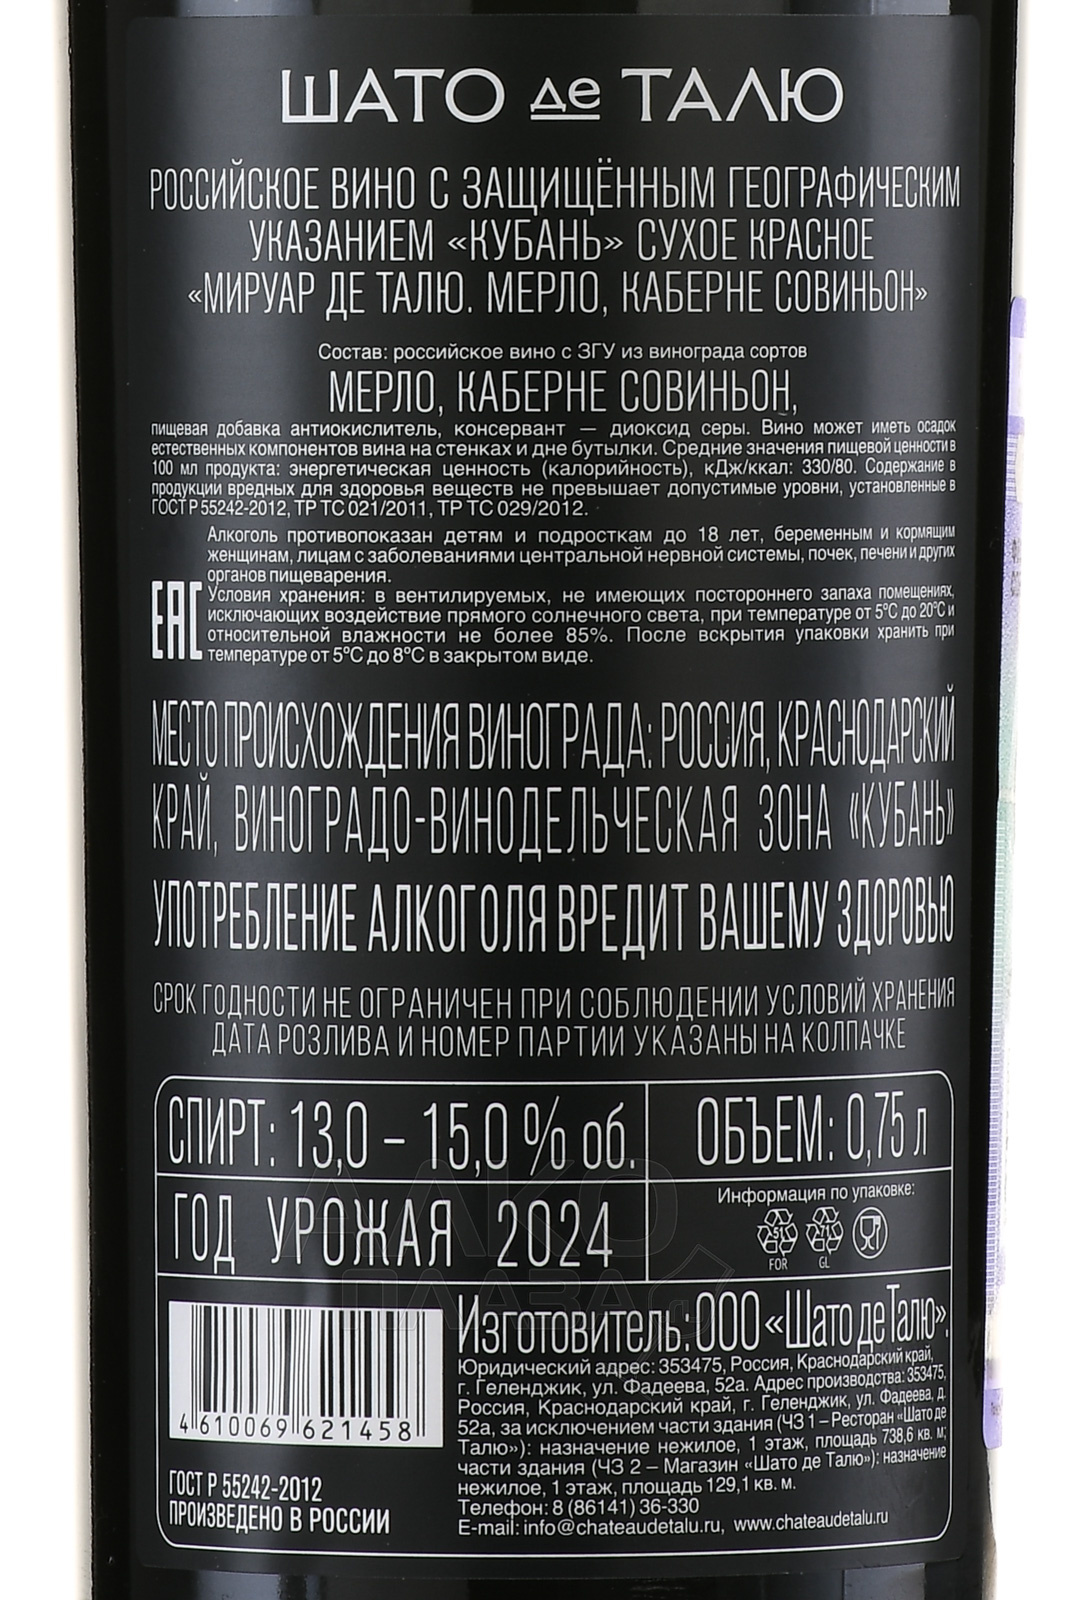 ШАТО де ТАЛЮ
РОССИЙСКОЕ ВИНО С ЗАЩИЩЁННЫМ ГЕОГРАФИЧЕСКИМ
УКАЗАНИЕМ «КУБАНЬ» СУХОЕ КРАСНОЕ
«МИРУАР ДЕ ТАЛЮ. МЕРЛО, КАБЕРНЕ СОВИНЬОН»
Состав: российское вино с ЗГУ из винограда сортов
МЕРЛО, КАБЕРНЕ СОВИНЬОН,
пищевая добавка антиокислитель, консервант — диоксид серы. Вино может иметь осадок
естественных компонентов вина на стенках и дне бутылки. Средние значения пищевой ценности в
100 мл продукта: энергетическая ценность (калорийность), кДж/ккал: 330/80. Содержание в
продукции вредных для здоровья веществ не превышает допустимые уровни, установленные в
ГОСТ Р 55242-2012, ТР ТС 021/2011, ТР ТС 029/2012.
Алкоголь противопоказан детям и подросткам до 18 лет, беременным и кормящим
женщинам, лицам с заболеваниями центральной нервной системы, почек, печени и других
органов пищеварения.
EAC
Условия хранения: в вентилируемых, не имеющих постороннего запаха помещениях,
исключающих воздействие прямого солнечного света, при температуре от 5°С до 20°С и
относительной влажности не более 85%. После вскрытия упаковки хранить при
температуре от 5°С до 8°С в закрытом виде.
МЕСТО ПРОИСХОЖДЕНИЯ ВИНОГРАДА: РОССИЯ, КРАСНОДАРСКИЙ
КРАЙ, ВИНОГРАДО-ВИНОДЕЛЬЧЕСКАЯ ЗОНА «КУБАНЬ»
УПОТРЕБЛЕНИЕ АЛКОГОЛЯ ВРЕДИТ ВАШЕМУ ЗДОРОВЬЮ
СРОК ГОДНОСТИ НЕ ОГРАНИЧЕН ПРИ СОБЛЮДЕНИИ УСЛОВИЙ ХРАНЕНИЯ
ДАТА РОЗЛИВА И НОМЕР ПАРТИИ УКАЗАНЫ НА КОЛПАЧКЕ
СПИРТ: 13,0 – 15,0 % об.
ОБЪЕМ: 0,75 л
ГОД УРОЖАЯ 2024
Информация по упаковке:
51 71
FOR GL
АЛКО
ПЛАЗА
Изготовитель: ООО «Шато де Талю».
Юридический адрес: 353475, Россия, Краснодарский край,
г. Геленджик, ул. Фадеева, 52а. Адрес производства: 353475,
Россия, Краснодарский край, г. Геленджик, ул. Фадеева, д.
52а, за исключением части здания (ЧЗ 1 – Ресторан «Шато де
Талю»): назначение нежилое, 1 этаж, площадь 738,6 кв. м;
части здания (ЧЗ 2 – Магазин «Шато де Талю»): назначение
нежилое, 1 этаж, площадь 129,1 кв. м.
Телефон: 8 (86141) 36-330
E-mail: info@chateaudetalu.ru, www.chateaudetalu.ru
4 610069 621458
ГОСТ Р 55242-2012
ПРОИЗВЕДЕНО В РОССИИ